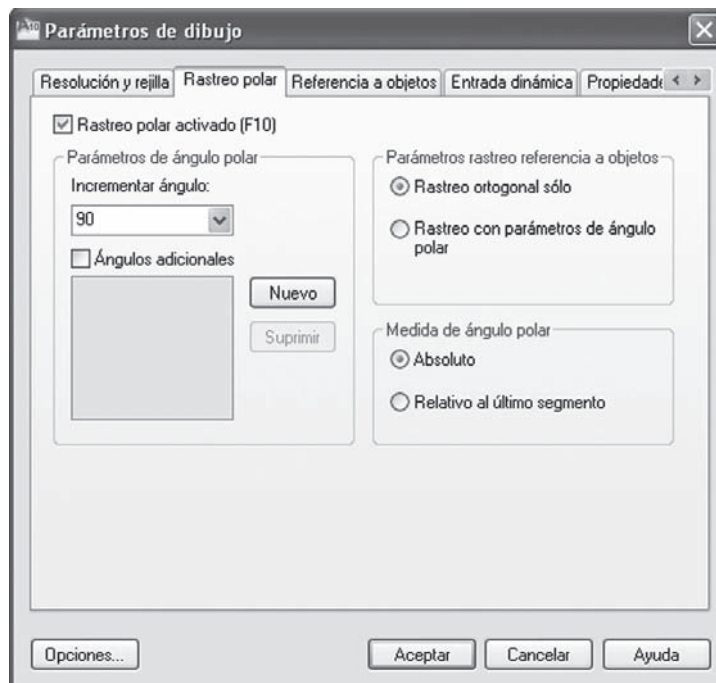 Parámetros de dibujo
Resolución y rejilla
Rastreo polar
Referencia a objetos
Entrada dinámica
Propiedade
Rastreo polar activado (F10)
Parámetros de ángulo polar
Incrementar ángulo:
90
Ángulos adicionales
Nuevo
Suprimir
Parámetros rastreo referencia a objetos
Rastreo ortogonal sólo
Rastreo con parámetros de ángulo
polar
Medida de ángulo polar
Absoluto
Relativo al último segmento
Opciones...
Aceptar
Cancelar
Ayuda